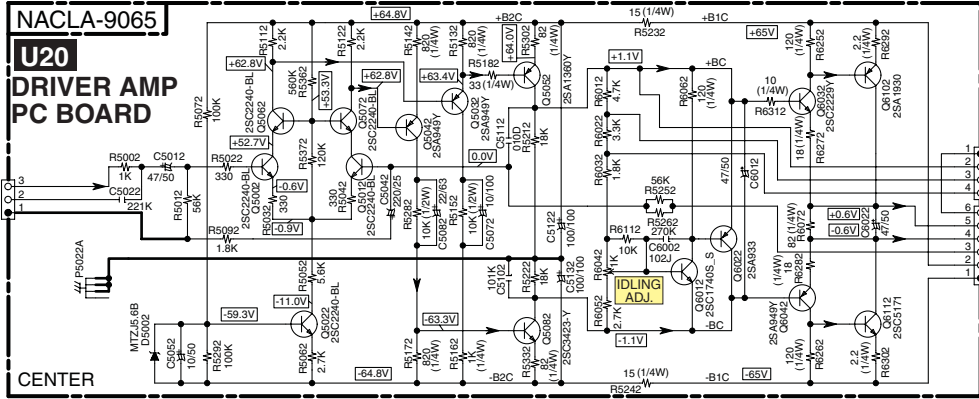 NACLA-9065
U20
DRIVER AMP
PC BOARD
CENTER
+64.8V
+B2C
15 (1/4W)
R5232
+B1C
+65V
R5112
2.2K
R5122
2.2K
R5142
820
(1/4W)
R5132
820
(1/4W)
+64.0V
R5302
82
(1/4W)
120
(1/4W)
R6252
2.2
(1/4W)
R6292
+62.8V
560K
R5362
+53.3V
+62.8V
+63.4V
R5182
33 (1/4W)
Q5052
2SA1360Y
+1.1V
+BC
R6012
4.7K
R6062
120
(1/4W)
10
(1/4W)
R6312
Q6032
2SC2229Y
Q6102
2SA1930
R5072
100K
2SC2240-BL
Q5062
Q5072
2SC2240-BL
Q5042
2SA949Y
Q5032
2SA949Y
C5112
010D
R5212
18K
R6022
3.3K
R6032
1.8K
18 (1/4W)
R6272
+52.7V
R5372
120K
0.0V
47/50
C6012
R5002
1K
C5012
47/50
R5022
330
3
2
1
C5022
221K
R5012
56K
2SC2240-BL
Q5002
R5032
330
-0.6V
-0.9V
330
R5042
Q5012
2SC2240-BL
C5042
220/25
R5282
10K (1/2W)
C5082
22/63
R5152
10K (1/2W)
C5072
10/100
56K
R5252
R5262
270K
R5092
1.8K
C5122
100/100
R6112
10K
C6002
102J
Q6022
2SA933
82 (1/4W)
R6072
+0.6V
-0.6V
C6022
47/50
P5022A
R5052
5.6K
101K
C5102
R5222
18K
C5132
100/100
R6042
1K
IDLING
ADJ.
Q6012
2SC1740S_S
(1/4W)
18
R6282
-11.0V
-59.3V
Q5022
2SC2240-BL
-63.3V
Q5082
2SC3423-Y
R6052
2.7K
-1.1V
-BC
2SA949Y
Q6042
Q6112
2SC5171
MTZJ5.6B
D5002
C5052
10/50
R5292
100K
R5062
2.7K
R5172
820
(1/4W)
R5162
1K
(1/4W)
R5332
82
(1/4W)
120
(1/4W)
R6262
2.2
(1/4W)
R6302
-64.8V
-B2C
15 (1/4W)
R5242
-B1C
-65V
1
2
3
4
6
5
4
3
2
1